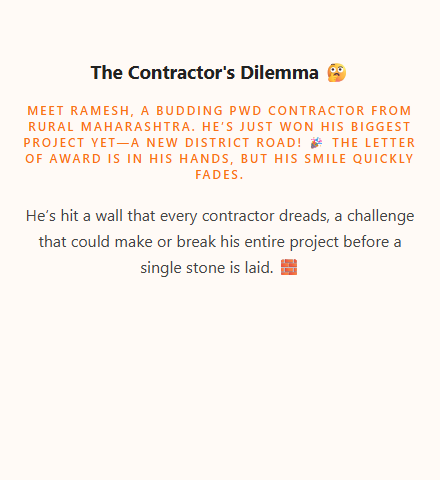 The Contractor's Dilemma 🤔
MEET RAMESH, A BUDDING PWD CONTRACTOR FROM
RURAL MAHARASHTRA. HE'S JUST WON HIS BIGGEST
PROJECT YET—A NEW DISTRICT ROAD! 🎉 THE LETTER
OF AWARD IS IN HIS HANDS, BUT HIS SMILE QUICKLY
FADES.
He's hit a wall that every contractor dreads, a challenge
that could make or break his entire project before a
single stone is laid. 🧱